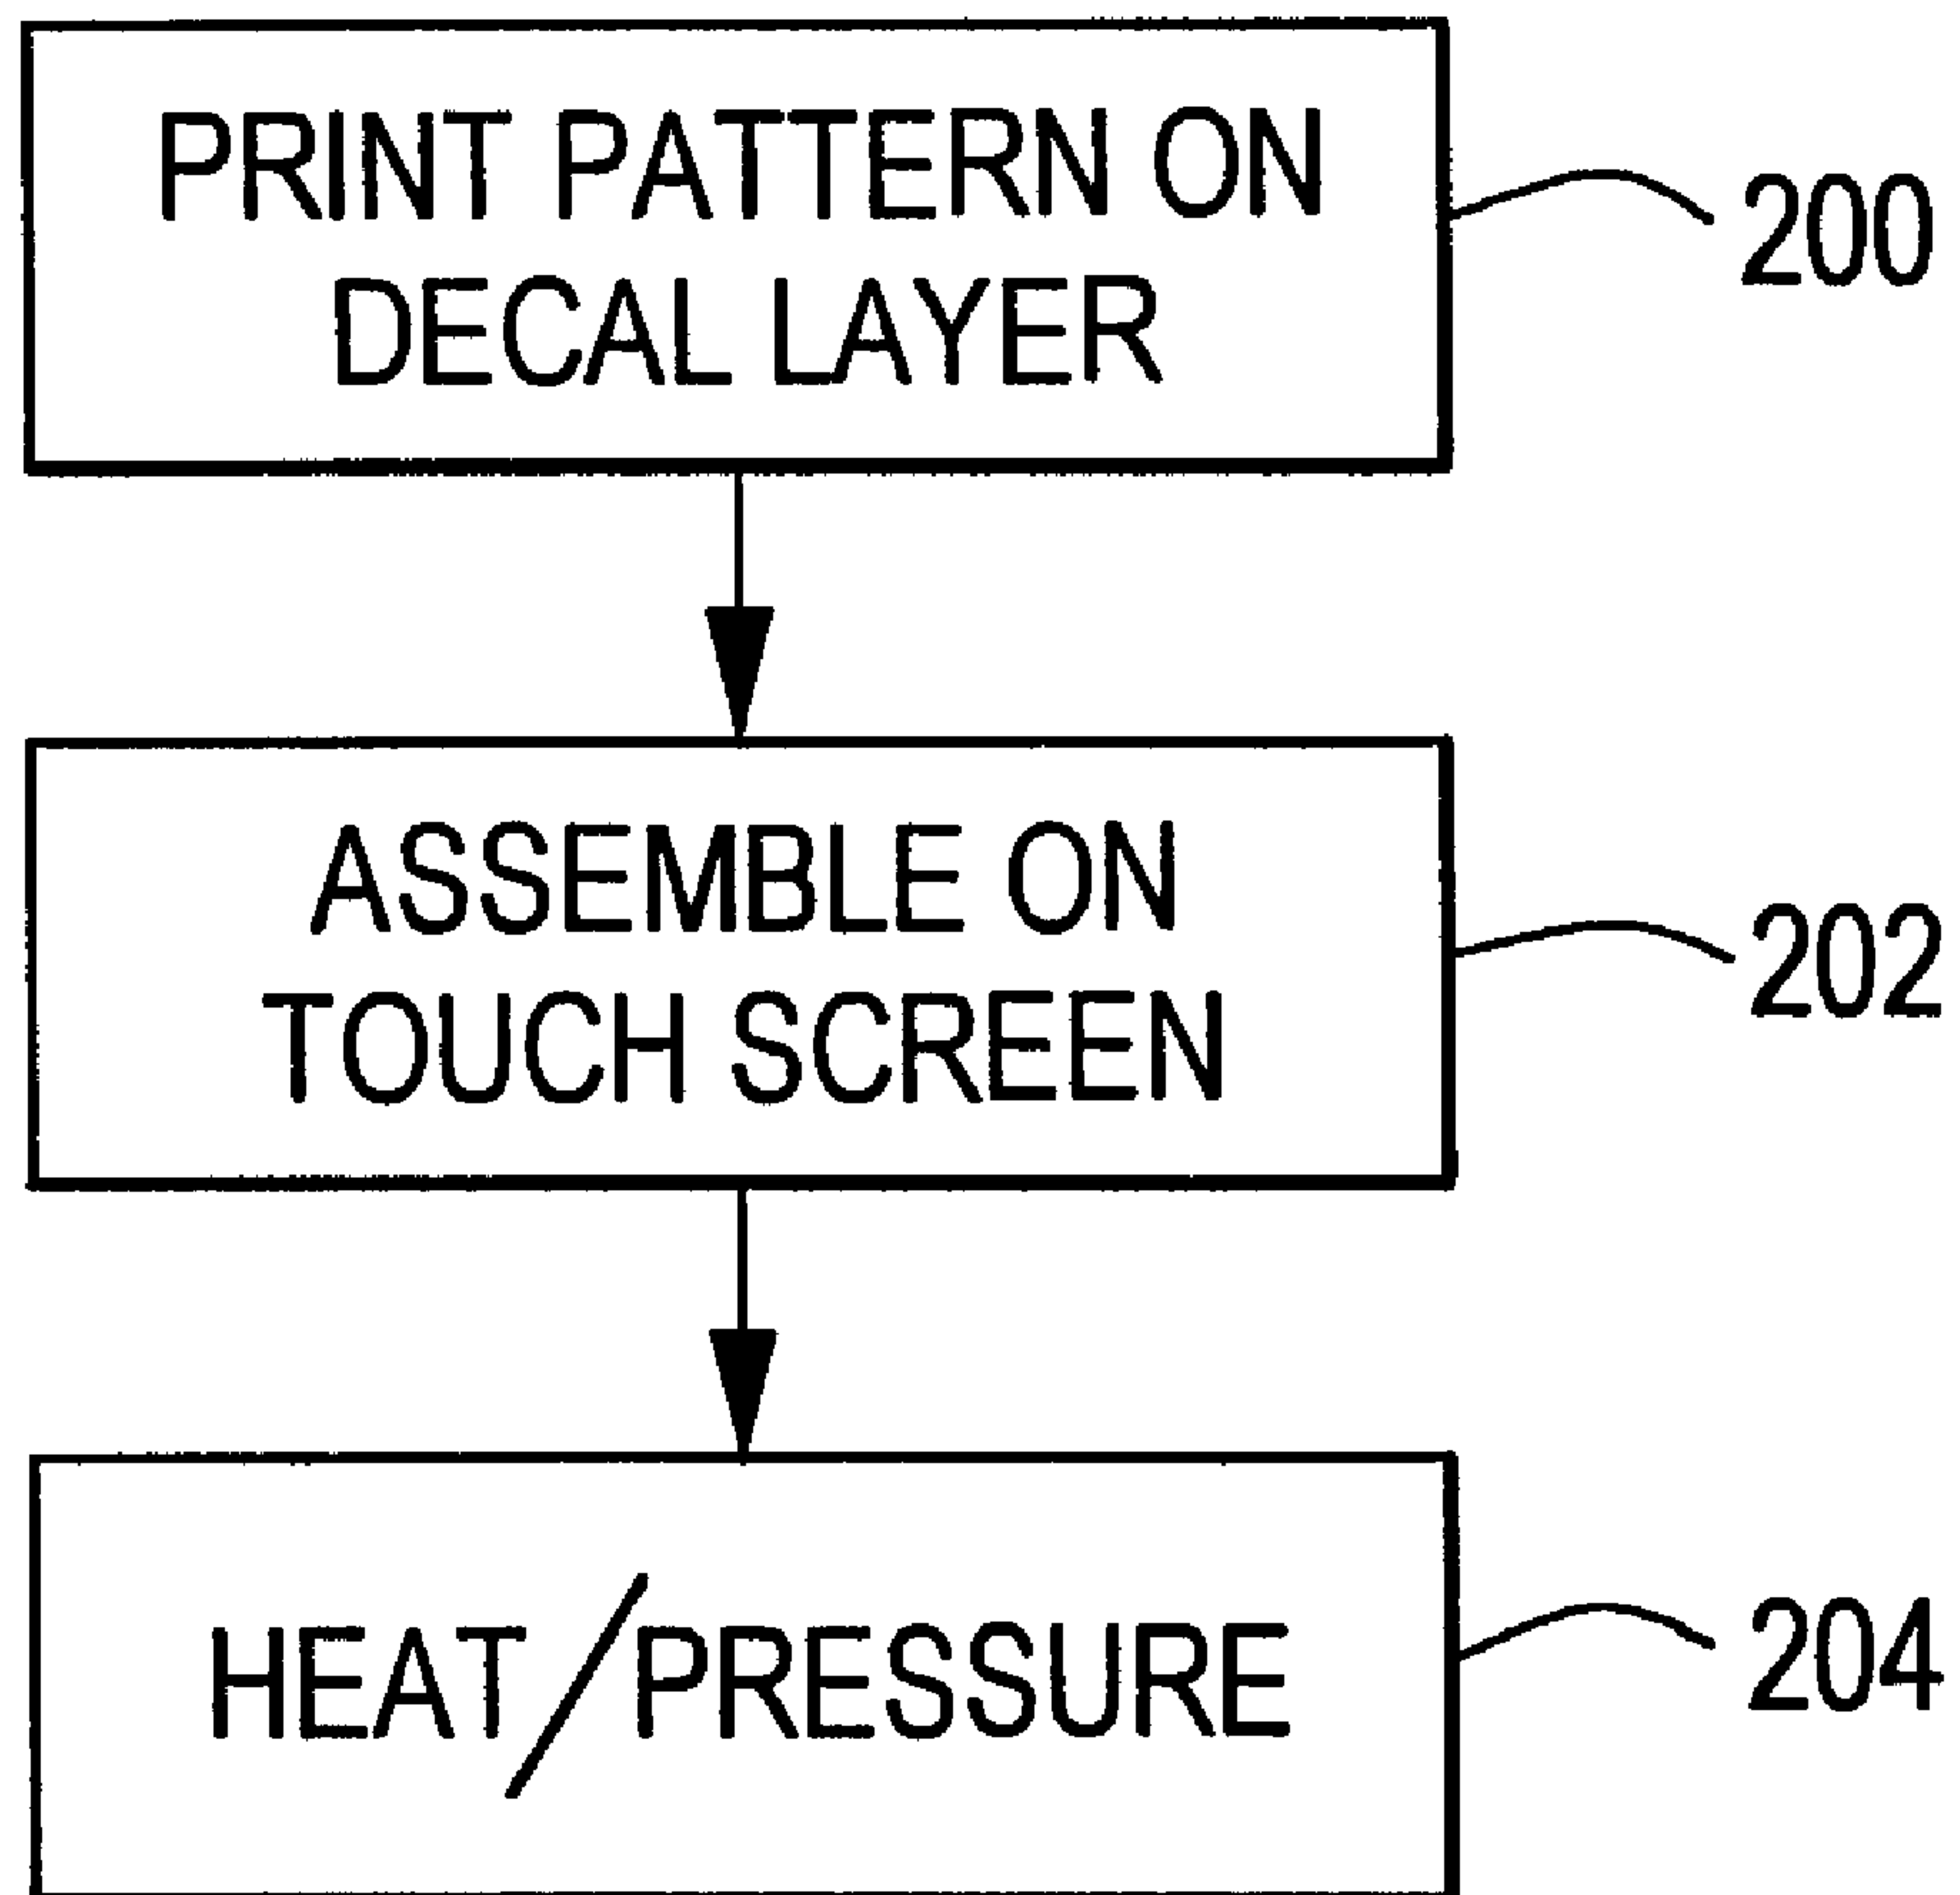 PRINT PATTERN ON
DECAL LAYER
200
ASSEMBLE ON
TOUCH SCREEN
202
HEAT/PRESSURE
204